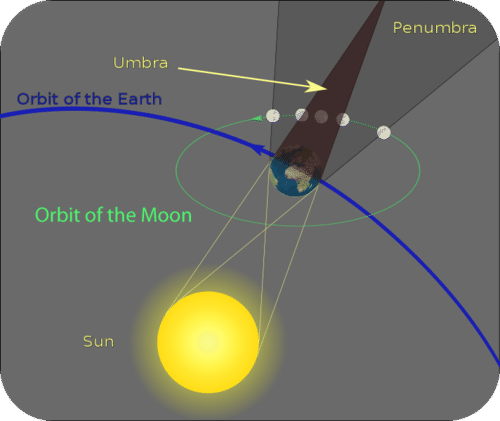 Penumbra
Umbra
Orbit of the Earth
Orbit of the Moon
Sun